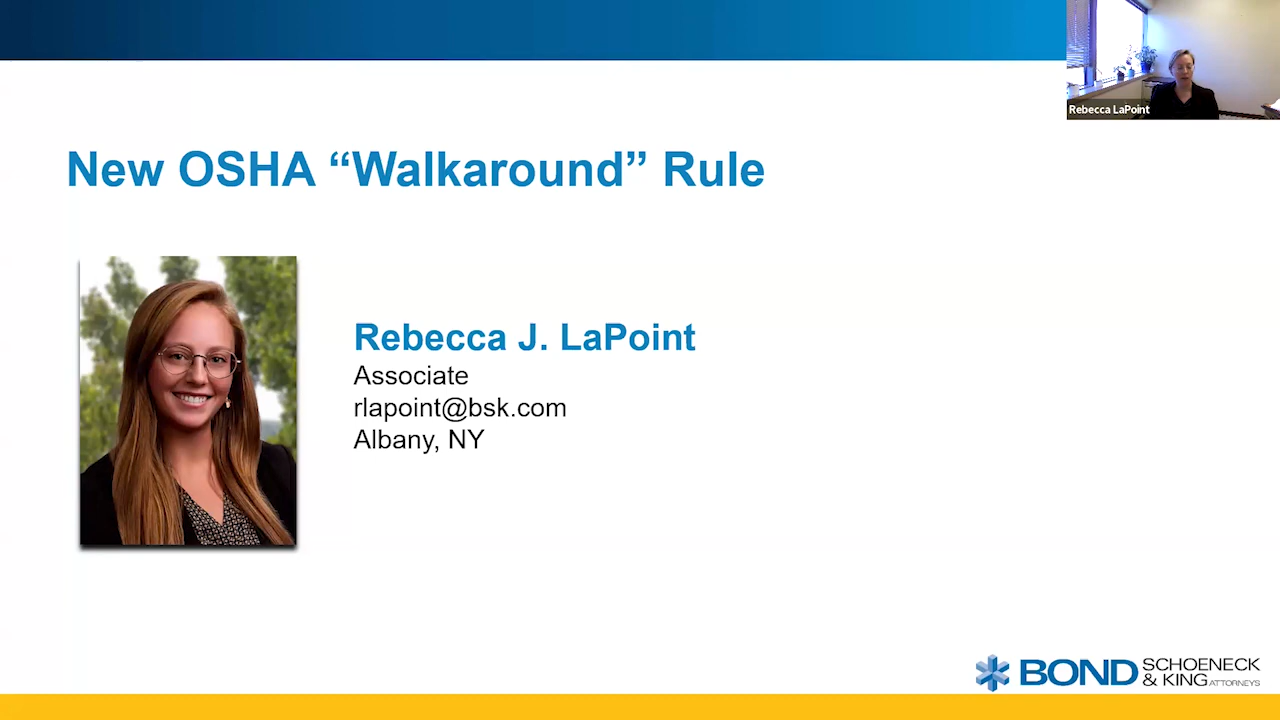 Rebecca LaPoint
New OSHA “Walkaround” Rule
Rebecca J. LaPoint
Associate
rlapoint@bsk.com
Albany, NY
BOND SCHOENECK
& KING ATTORNEYS